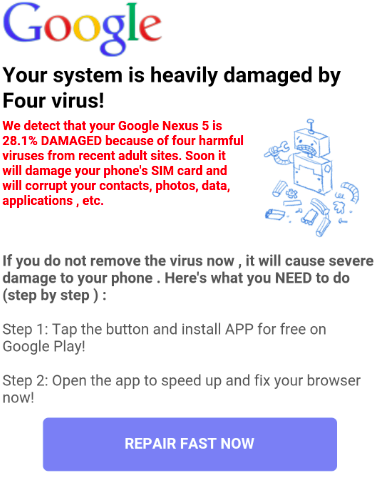 Google
Your system is heavily damaged by
Four virus!
We detect that your Google Nexus 5 is
28.1% DAMAGED because of four harmful
viruses from recent adult sites. Soon it
will damage your phone's SIM card and
will corrupt your contacts, photos, data,
applications , etc.
If you do not remove the virus now , it will cause severe
damage to your phone . Here's what you NEED to do
(step by step ) :
Step 1: Tap the button and install APP for free on
Google Play!
Step 2: Open the app to speed up and fix your browser
now!
REPAIR FAST NOW